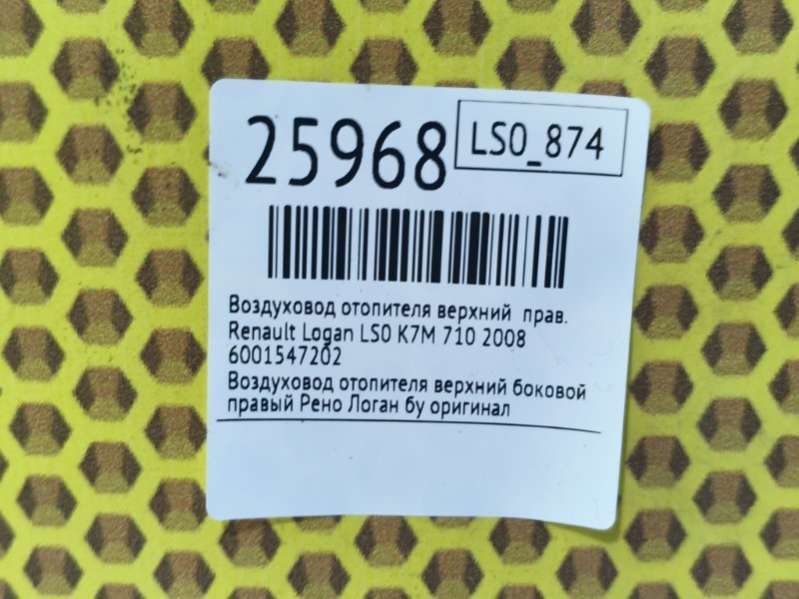 25968
LS0_874
Воздуховод отопителя верхний прав.
Renault Logan LS0 K7M 710 2008
6001547202
Воздуховод отопителя верхний боковой
правый Рено Логан бу оригинал